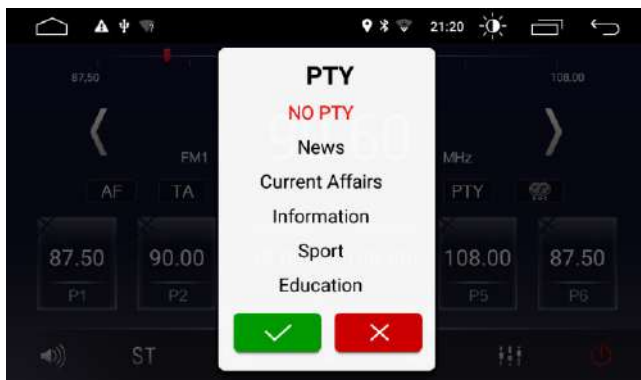 21:20
87,50
108.00
PTY
NO PTY
News
FM1
MHz
Current Affairs
AF
TA
PTY
Information
Sport
87.50
90.00
108.00
87.50
Education
P1
P2
P5
P6
ST